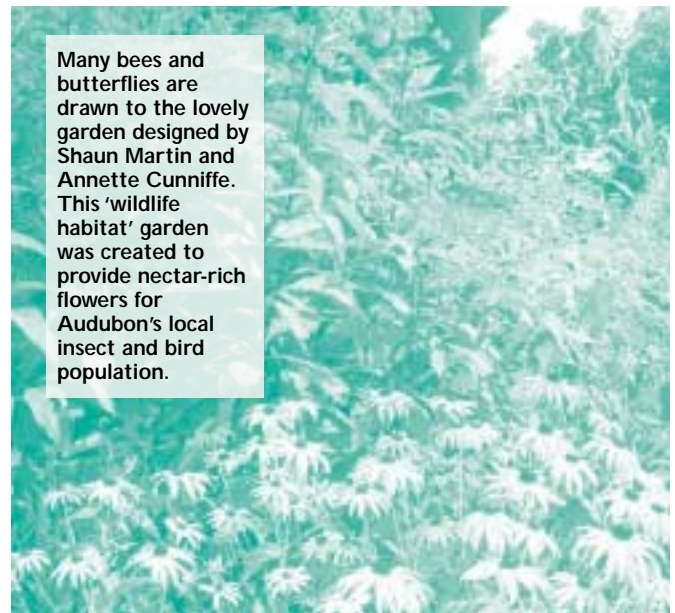 Many bees and
butterflies are
drawn to the lovely
garden designed by
Shaun Martin and
Annette Cunniffe.
This ‘wildlife
habitat’ garden
was created to
provide nectar-rich
flowers for
Audubon’s local
insect and bird
population.